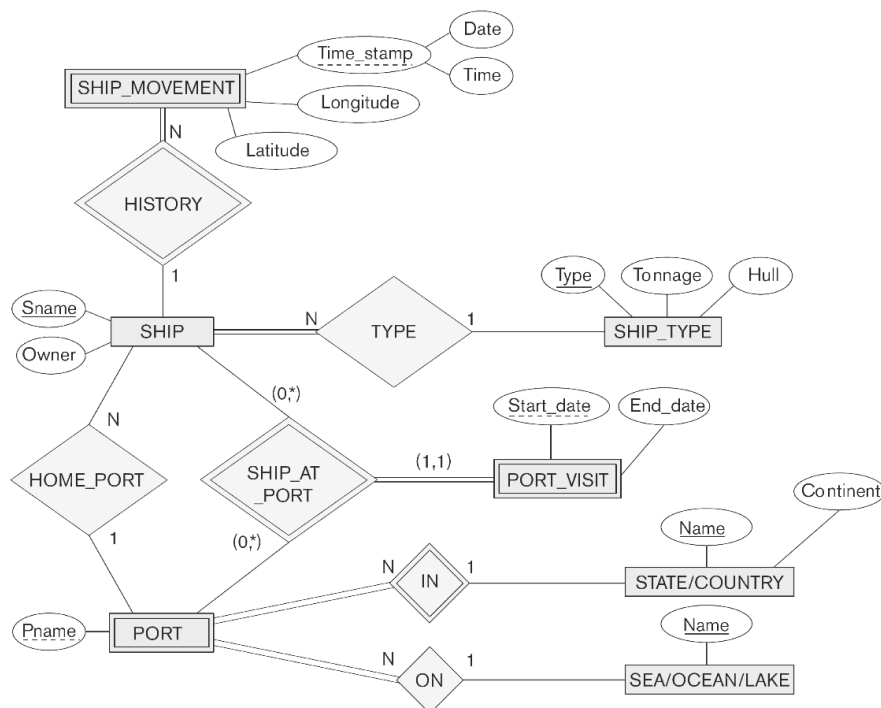 Date
Time_stamp
SHIP_MOVEMENT
Time
Longitude
N
Latitude
HISTORY
1
Type
Tonnage
Hull
Sname
N
1
SHIP
TYPE
SHIP_TYPE
Owner
(0,*)
Start_date
End_date
N
(1,1)
HOME_PORT
SHIP_AT
_PORT
PORT_VISIT
Continent
1
(0,*)
Name
N
1
IN
STATE/COUNTRY
Pname
PORT
Name
N
1
ON
SEA/OCEAN/LAKE